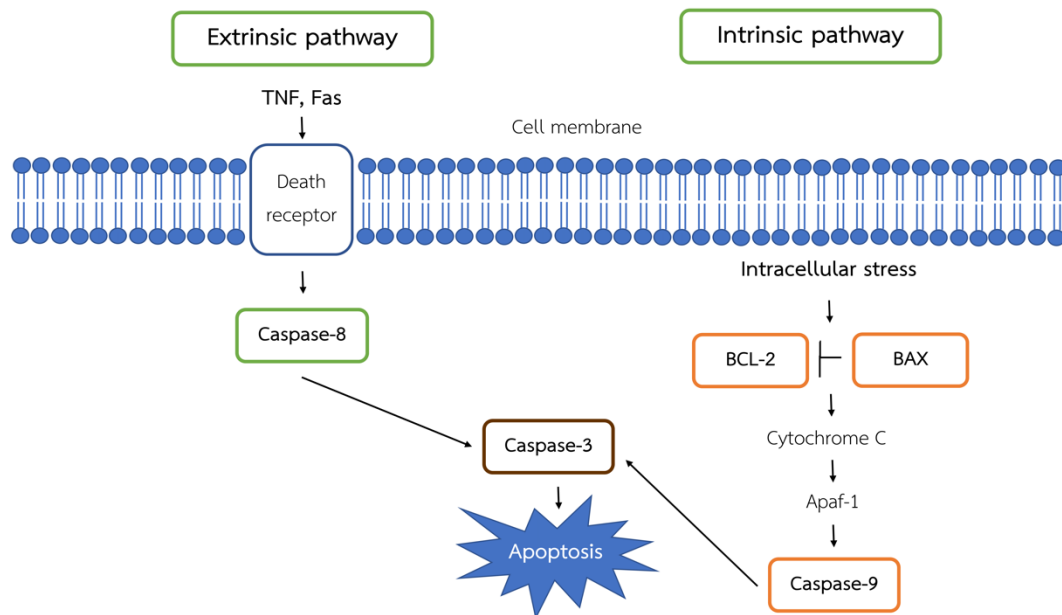 Extrinsic pathway
Intrinsic pathway
TNF, Fas
Cell membrane
Death
receptor
Intracellular stress
Caspase-8
BCL-2
BAX
Cytochrome C
Caspase-3
Apaf-1
Apoptosis
Caspase-9